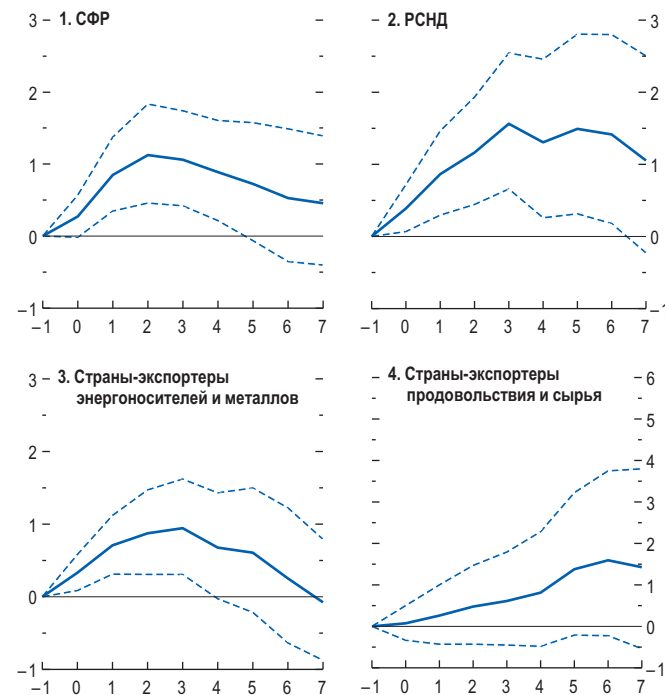 3 1. СФР
2
1
0
–1
–1 0 1 2 3 4 5 6 7
2. РСНД 3
2
1
0
–1
–1 0 1 2 3 4 5 6 7
3 3. Страны-экспортеры
энергоносителей и металлов
2
1
0
–1
–1 0 1 2 3 4 5 6 7
4. Страны-экспортеры 6
продовольствия и сырья
5
4
3
2
1
0
–1
–1 0 1 2 3 4 5 6 7